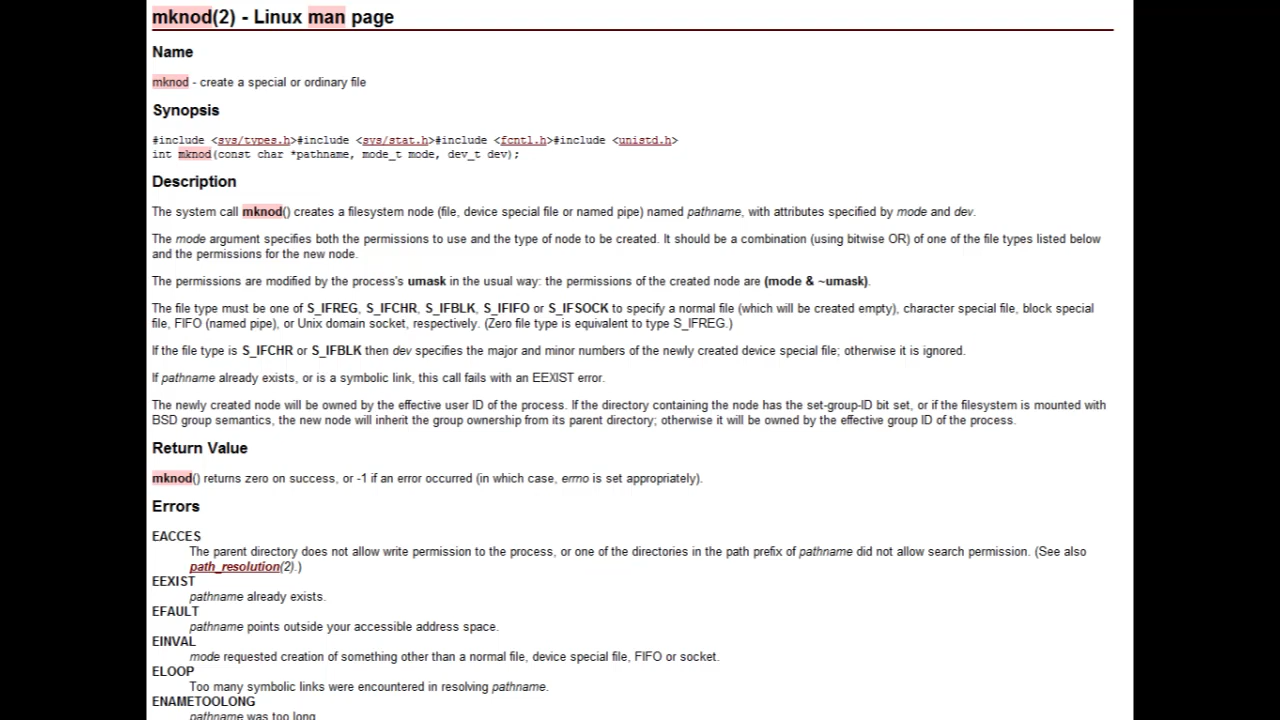 mknod(2) - Linux man page
Name
mknod - create a special or ordinary file
Synopsis
#include <sys/types.h>#include <sys/stat.h>#include <fcntl.h>#include <unistd.h>
int mknod(const char *pathname, mode_t mode, dev_t dev);
Description
The system call mknod() creates a filesystem node (file, device special file or named pipe) named pathname, with attributes specified by mode and dev.
The mode argument specifies both the permissions to use and the type of node to be created. It should be a combination (using bitwise OR) of one of the file types listed below
and the permissions for the new node.
The permissions are modified by the process's umask in the usual way: the permissions of the created node are (mode & ~umask).
The file type must be one of S_IFREG, S_IFCHR, S_IFBLK, S_IFIFO or S_IFSOCK to specify a normal file (which will be created empty), character special file, block special
file, FIFO (named pipe), or Unix domain socket, respectively. (Zero file type is equivalent to type S_IFREG.)
If the file type is S_IFCHR or S_IFBLK then dev specifies the major and minor numbers of the newly created device special file; otherwise it is ignored.
If pathname already exists, or is a symbolic link, this call fails with an EEXIST error.
The newly created node will be owned by the effective user ID of the process. If the directory containing the node has the set-group-ID bit set, or if the filesystem is mounted with
BSD group semantics, the new node will inherit the group ownership from its parent directory; otherwise it will be owned by the effective group ID of the process.
Return Value
mknod() returns zero on success, or -1 if an error occurred (in which case, errno is set appropriately).
Errors
EACCES
The parent directory does not allow write permission to the process, or one of the directories in the path prefix of pathname did not allow search permission. (See also
path_resolution(2).)
EEXIST
pathname already exists.
EFAULT
pathname points outside your accessible address space.
EINVAL
mode requested creation of something other than a normal file, device special file, FIFO or socket.
ELOOP
Too many symbolic links were encountered in resolving pathname.
ENAMETOOLONG
pathname was too long